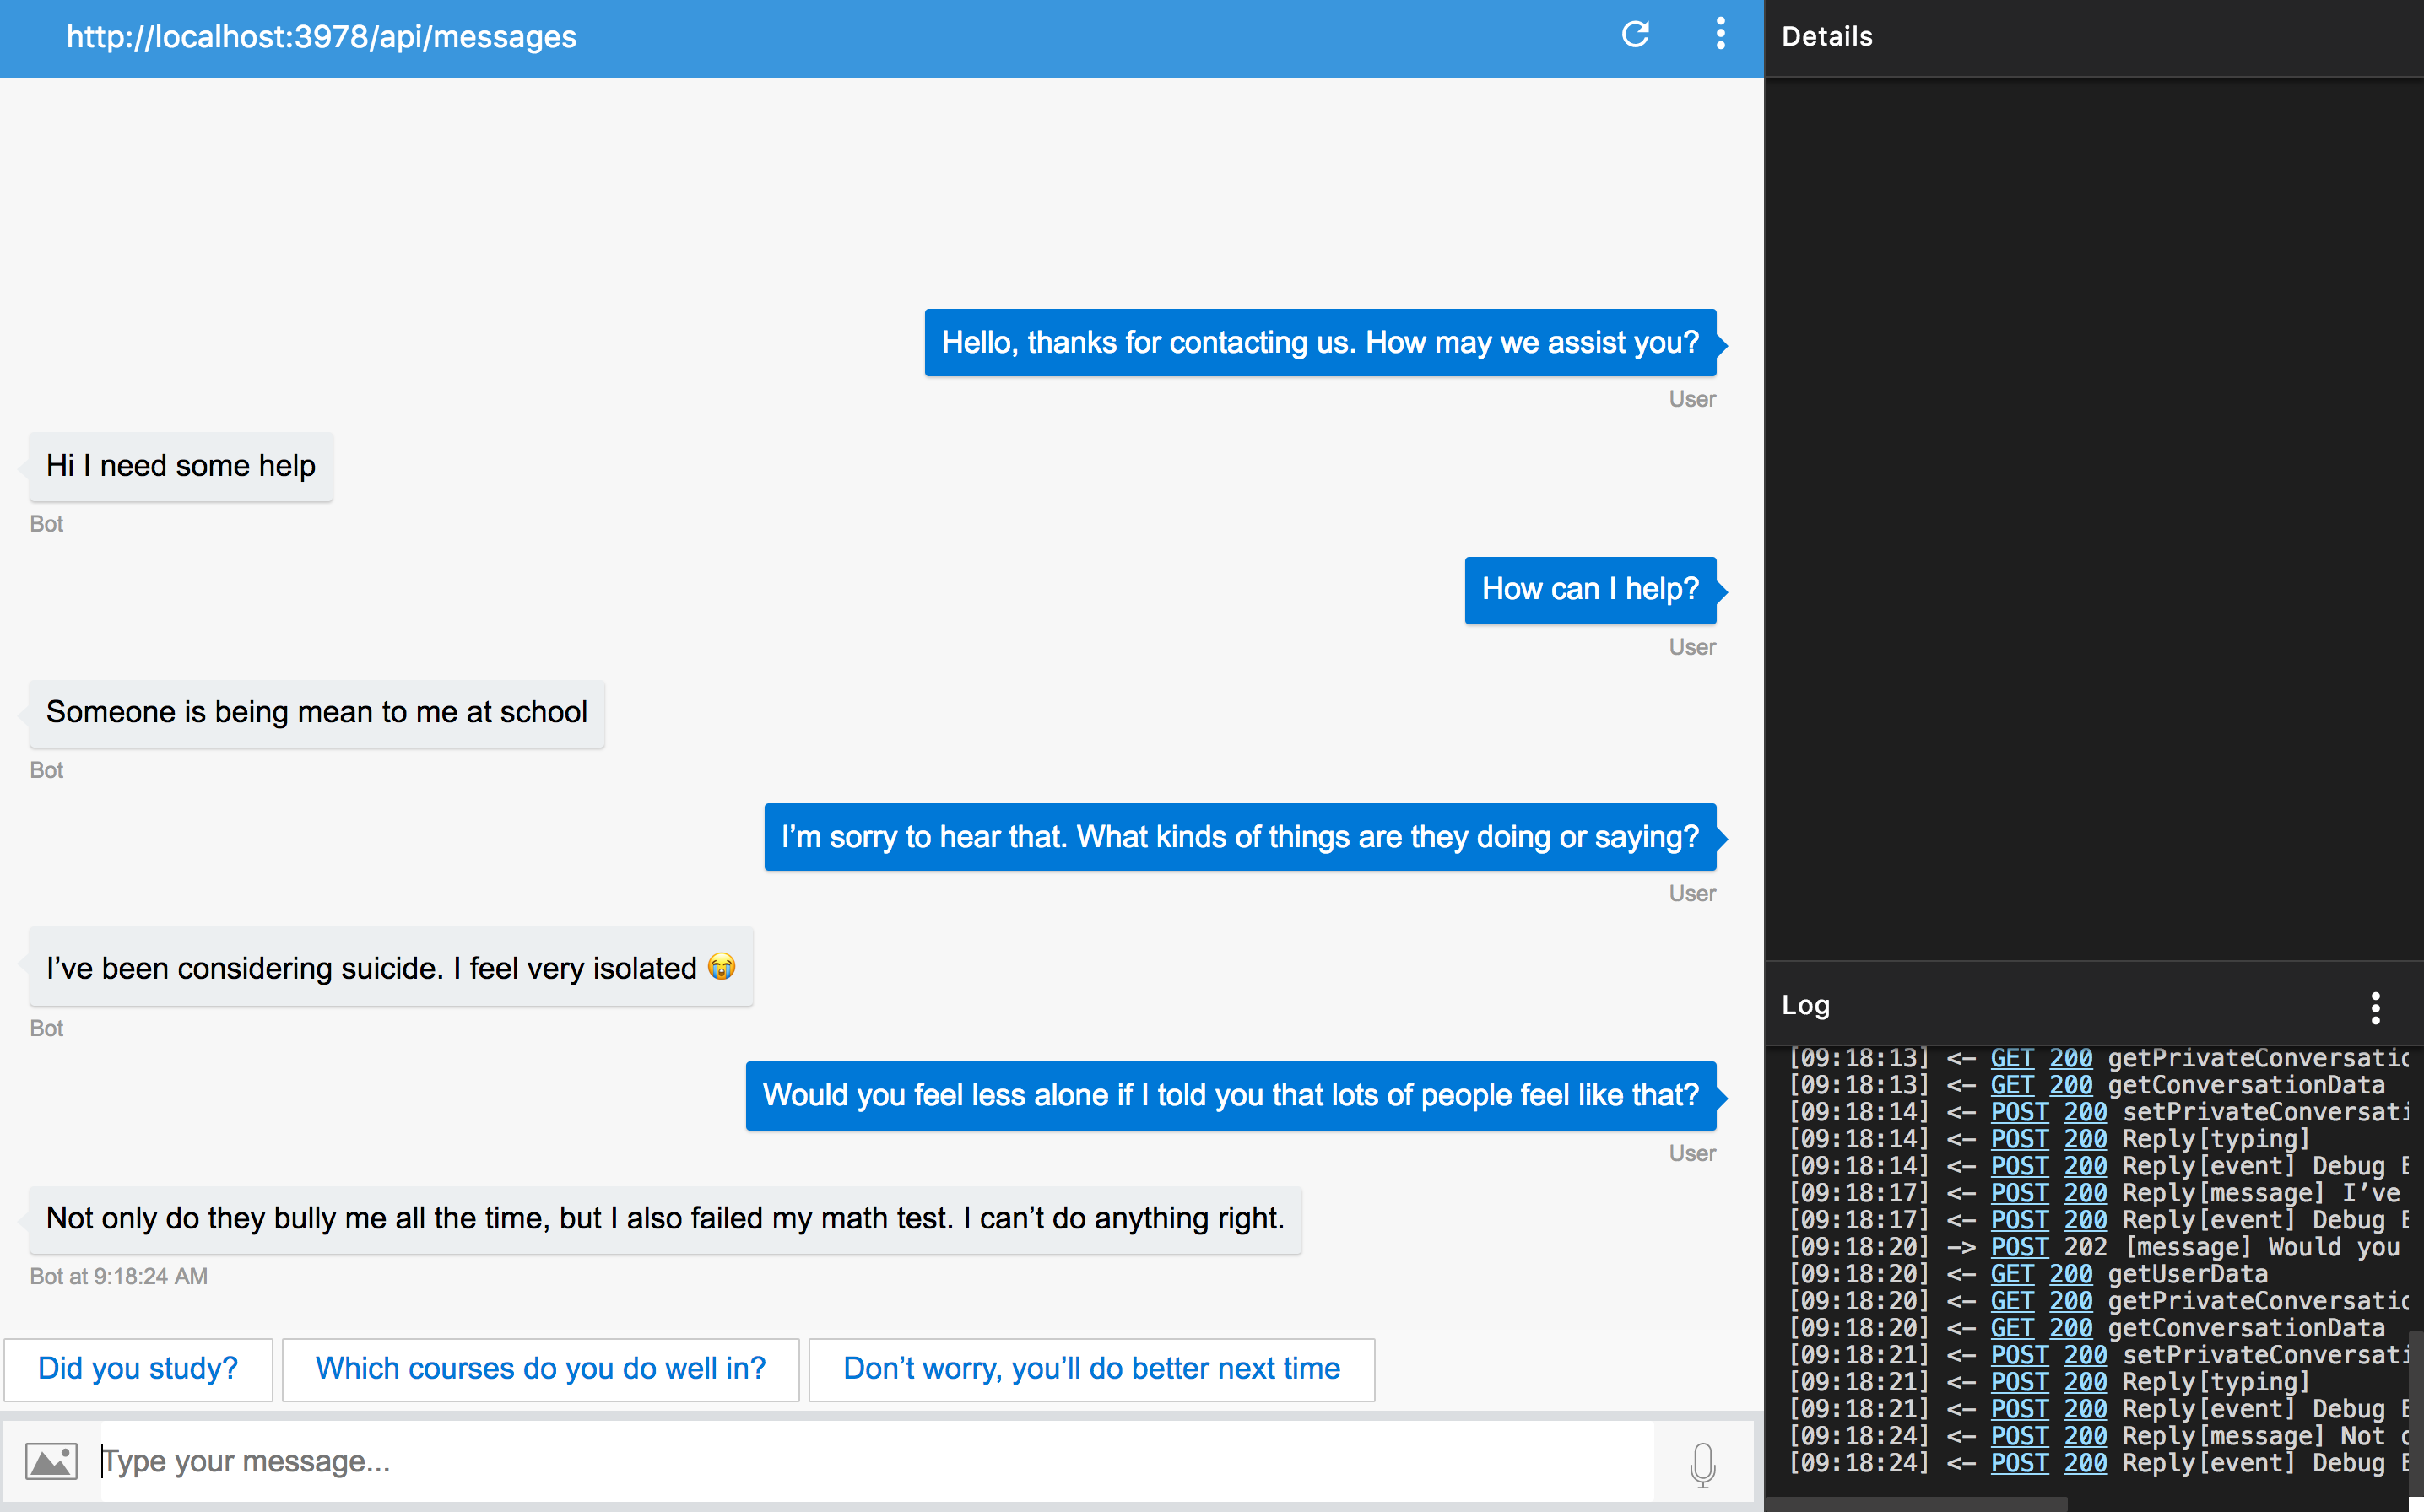 http://localhost:3978/api/messages
Hello, thanks for contacting us. How may we assist you?
User
Hi I need some help
Bot
How can I help?
User
Someone is being mean to me at school
Bot
I’m sorry to hear that. What kinds of things are they doing or saying?
User
I’ve been considering suicide. I feel very isolated 😭
Bot
Would you feel less alone if I told you that lots of people feel like that?
User
Not only do they bully me all the time, but I also failed my math test. I can’t do anything right.
Bot at 9:18:24 AM
Did you study?
Which courses do you do well in?
Don’t worry, you’ll do better next time
Type your message...
Details
Log
[09:18:13] <- GET 200 getPrivateConversatio
[09:18:13] <- GET 200 getConversationData
[09:18:14] <- POST 200 setPrivateConversati
[09:18:14] <- POST 200 Reply[typing]
[09:18:14] <- POST 200 Reply[event] Debug E
[09:18:17] <- POST 200 Reply[message] I’ve
[09:18:17] <- POST 200 Reply[event] Debug E
[09:18:20] -> POST 202 [message] Would you
[09:18:20] <- GET 200 getUserData
[09:18:20] <- GET 200 getPrivateConversatio
[09:18:20] <- GET 200 getConversationData
[09:18:21] <- POST 200 setPrivateConversati
[09:18:21] <- POST 200 Reply[typing]
[09:18:21] <- POST 200 Reply[event] Debug E
[09:18:24] <- POST 200 Reply[message] Not o
[09:18:24] <- POST 200 Reply[event] Debug E